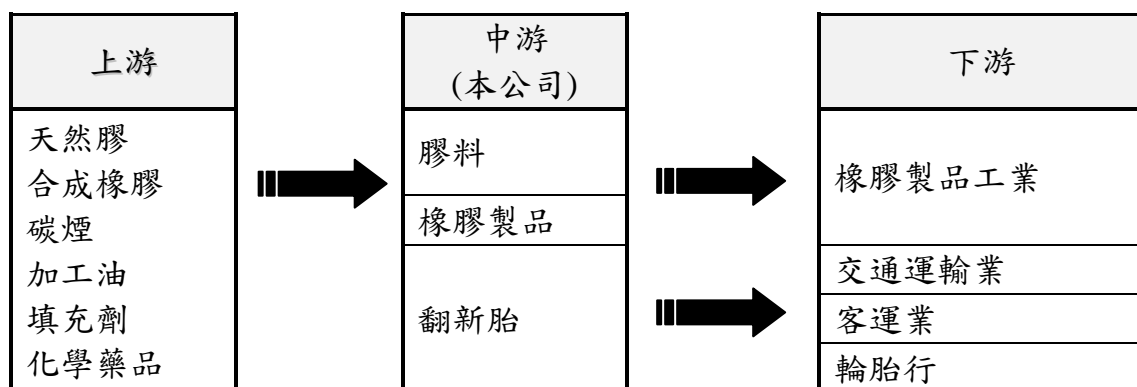 上游
天然膠
合成橡膠
碳煙
加工油
填充劑
化學藥品
中游
(本公司)
膠料
橡膠製品
翻新胎
下游
橡膠製品工業
交通運輸業
客運業
輪胎行